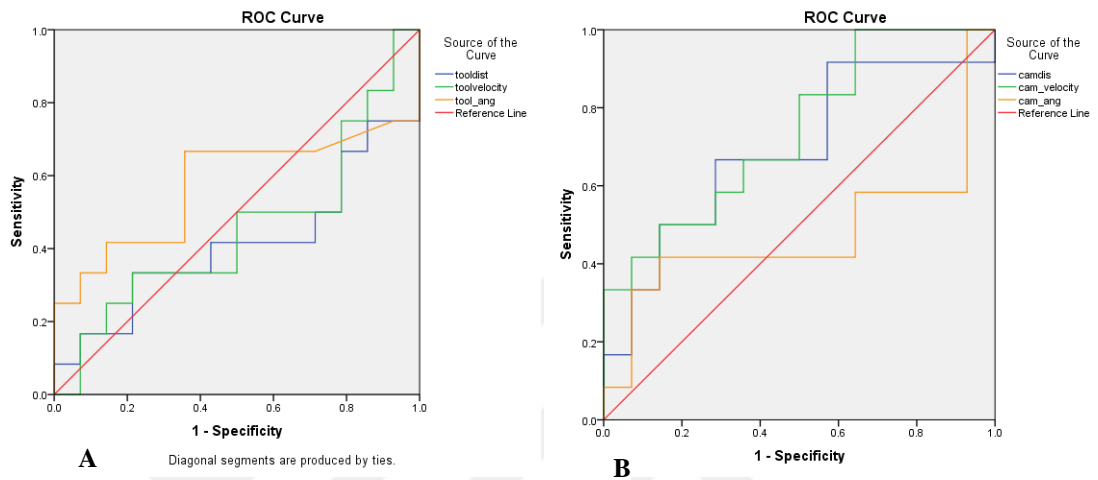 ROC Curve
1.0
0.8
0.6
0.4
0.2
0.0
Sensitivity
0.0 0.2 0.4 0.6 0.8 1.0
1 - Specificity
Source of the
Curve
tooldist
toolvelocity
tool_ang
Reference Line
A
Diagonal segments are produced by ties.
ROC Curve
1.0
0.8
0.6
0.4
0.2
0.0
Sensitivity
0.0 0.2 0.4 0.6 0.8 1.0
1 - Specificity
Source of the
Curve
camdis
cam_velocity
cam_ang
Reference Line
B